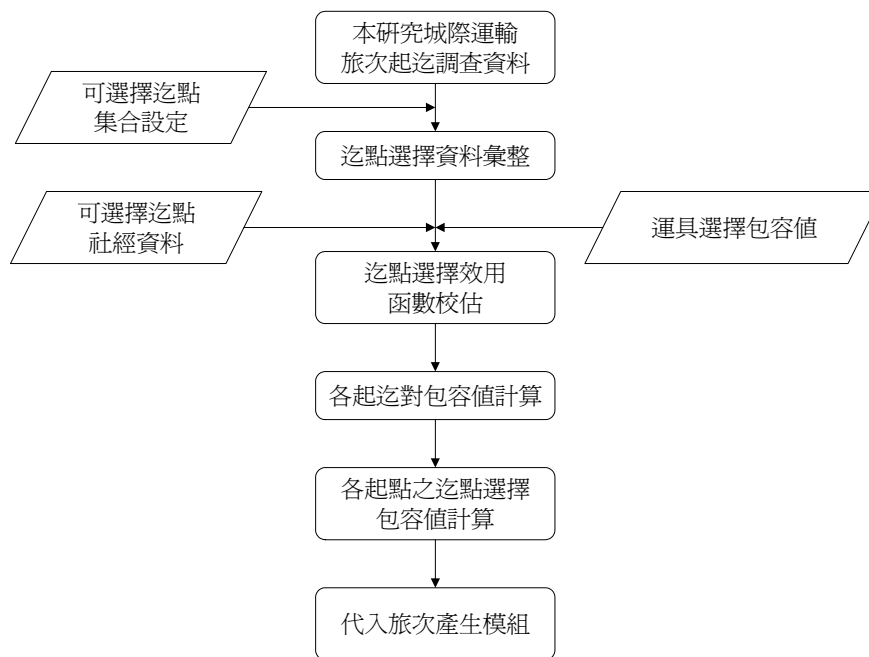 本研究城際運輸
旅次起迄調查資料
可選擇迄點
集合設定
迄點選擇資料彙整
可選擇迄點
社經資料
運具選擇包容值
迄點選擇效用
函數校估
各起迄對包容值計算
各起點之迄點選擇
包容值計算
代入旅次產生模組